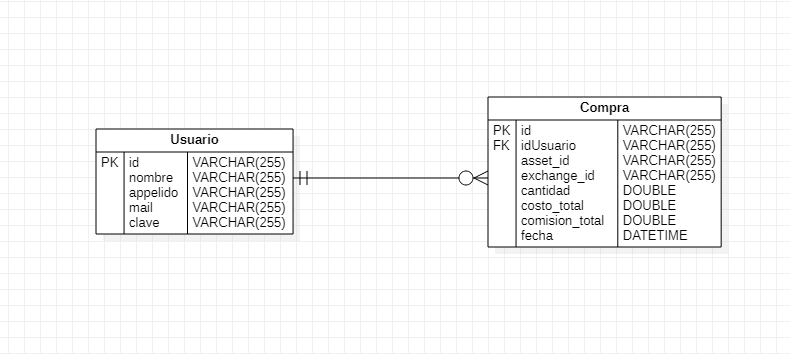 Usuario
PK id VARCHAR(255)
nombre VARCHAR(255)
appelido VARCHAR(255)
mail VARCHAR(255)
clave VARCHAR(255)
Compra
PK id VARCHAR(255)
FK idUsuario VARCHAR(255)
asset_id VARCHAR(255)
exchange_id VARCHAR(255)
cantidad DOUBLE
costo_total DOUBLE
comision_total DOUBLE
fecha DATETIME